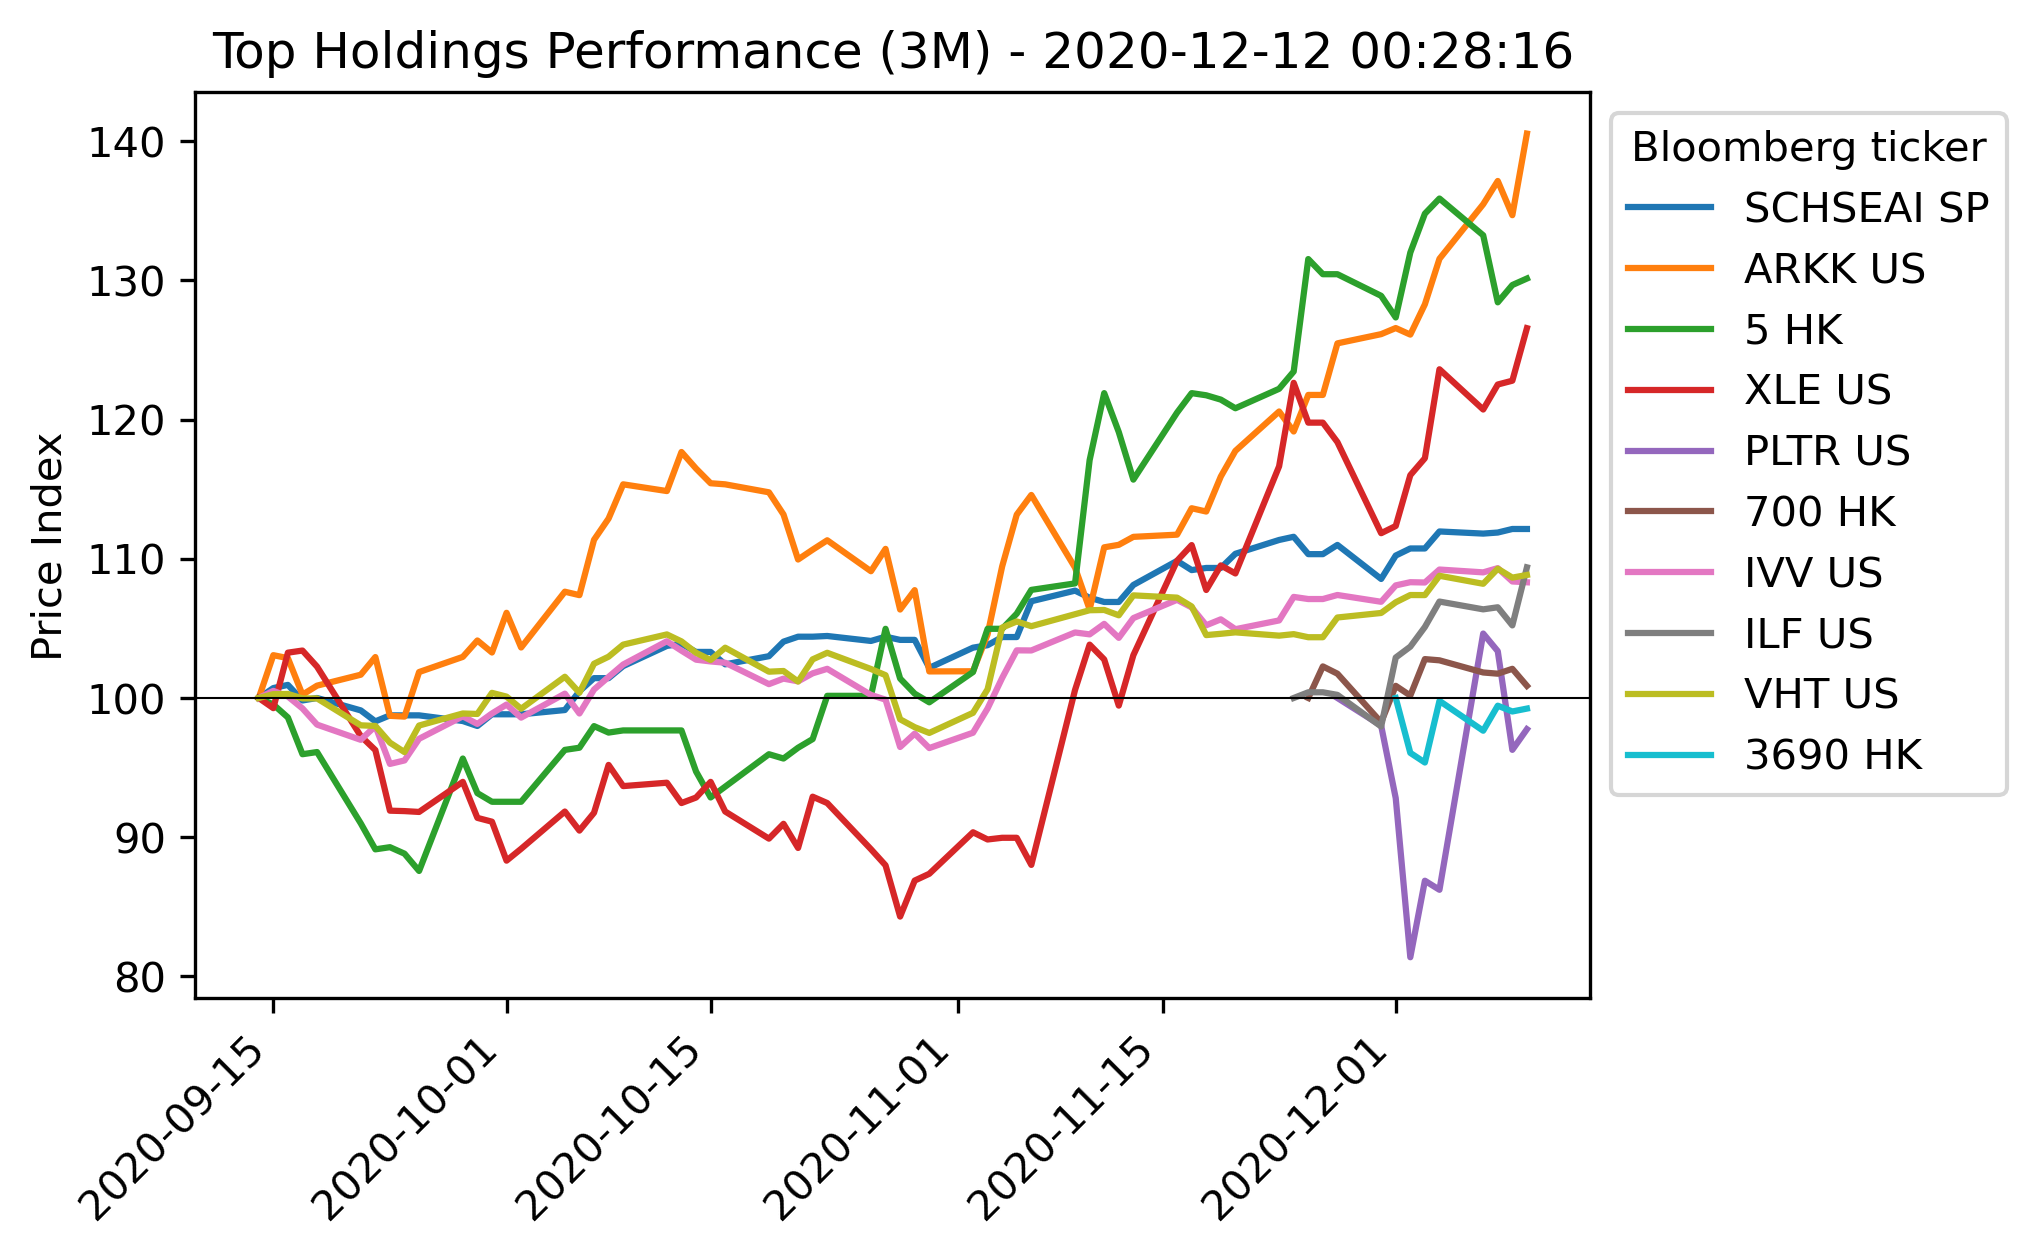 Top Holdings Performance (3M) - 2020-12-12 00:28:16
Price Index
140
130
120
110
100
90
80
2020-09-15
2020-10-01
2020-10-15
2020-11-01
2020-11-15
2020-12-01
Bloomberg ticker
SCHSEAI SP
ARKK US
5 HK
XLE US
PLTR US
700 HK
IVV US
ILF US
VHT US
3690 HK